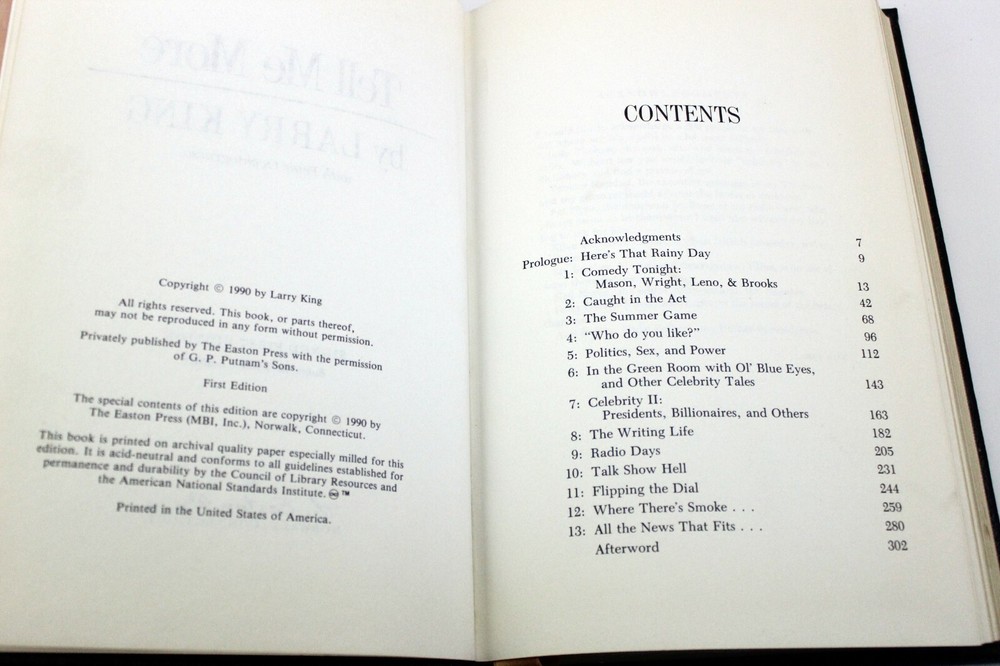 Copyright © 1990 by Larry King
All rights reserved. This book, or parts thereof,
may not be reproduced in any form without permission.
Privately published by The Easton Press with the permission
of G. P. Putnam's Sons.
First Edition
The special contents of this edition are copyright © 1990 by
The Easton Press (MBI, Inc.), Norwalk, Connecticut.
This book is printed on archival quality paper especially milled for this
edition. It is acid-neutral and conforms to all guidelines established for
permanence and durability by the Council of Library Resources and
the American National Standards Institute. ♾ ™
Printed in the United States of America.
CONTENTS
Acknowledgments 7
Prologue: Here's That Rainy Day 9
1: Comedy Tonight:
Mason, Wright, Leno, & Brooks 13
2: Caught in the Act 42
3: The Summer Game 68
4: "Who do you like?" 96
5: Politics, Sex, and Power 112
6: In the Green Room with Ol' Blue Eyes,
and Other Celebrity Tales 143
7: Celebrity II:
Presidents, Billionaires, and Others 163
8: The Writing Life 182
9: Radio Days 205
10: Talk Show Hell 231
11: Flipping the Dial 244
12: Where There's Smoke . . . 259
13: All the News That Fits . . . 280
Afterword 302
Tell Me More
by LARRY KING